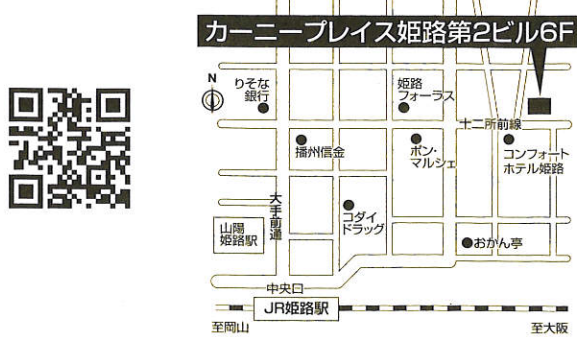 カーニープレイス姫路第2ビル6F
N
りそな
銀行
姫路
フォーラス
十二所前線
播州信金
ボン・
マルシェ
コンフォート
ホテル姫路
大手前通
コダイ
ドラッグ
山陽
姫路駅
おかん亭
中央口
JR姫路駅
至岡山
至大阪